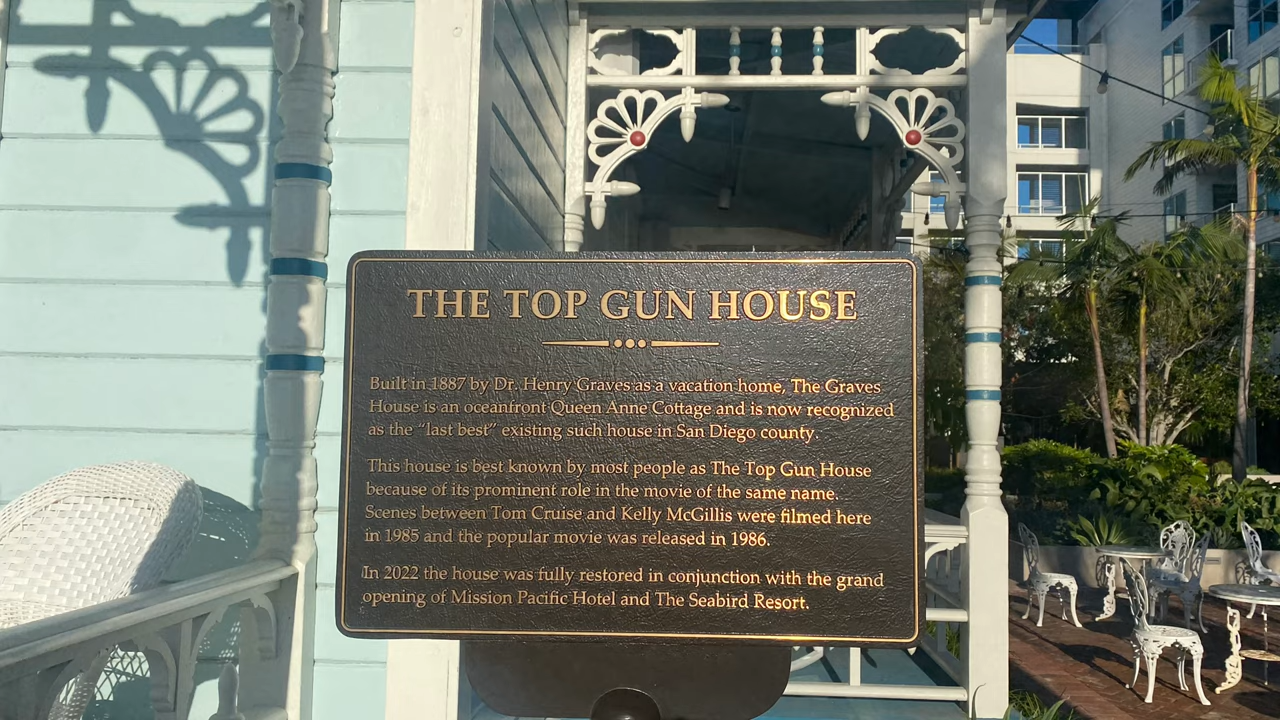 THE TOP GUN HOUSE
Built in 1887 by Dr. Henry Graves as a vacation home, The Graves
House is an oceanfront Queen Anne Cottage and is now recognized
as the “last best” existing such house in San Diego county.
This house is best known by most people as The Top Gun House
because of its prominent role in the movie of the same name.
Scenes between Tom Cruise and Kelly McGillis were filmed here
in 1985 and the popular movie was released in 1986.
In 2022 the house was fully restored in conjunction with the grand
opening of Mission Pacific Hotel and The Seabird Resort.